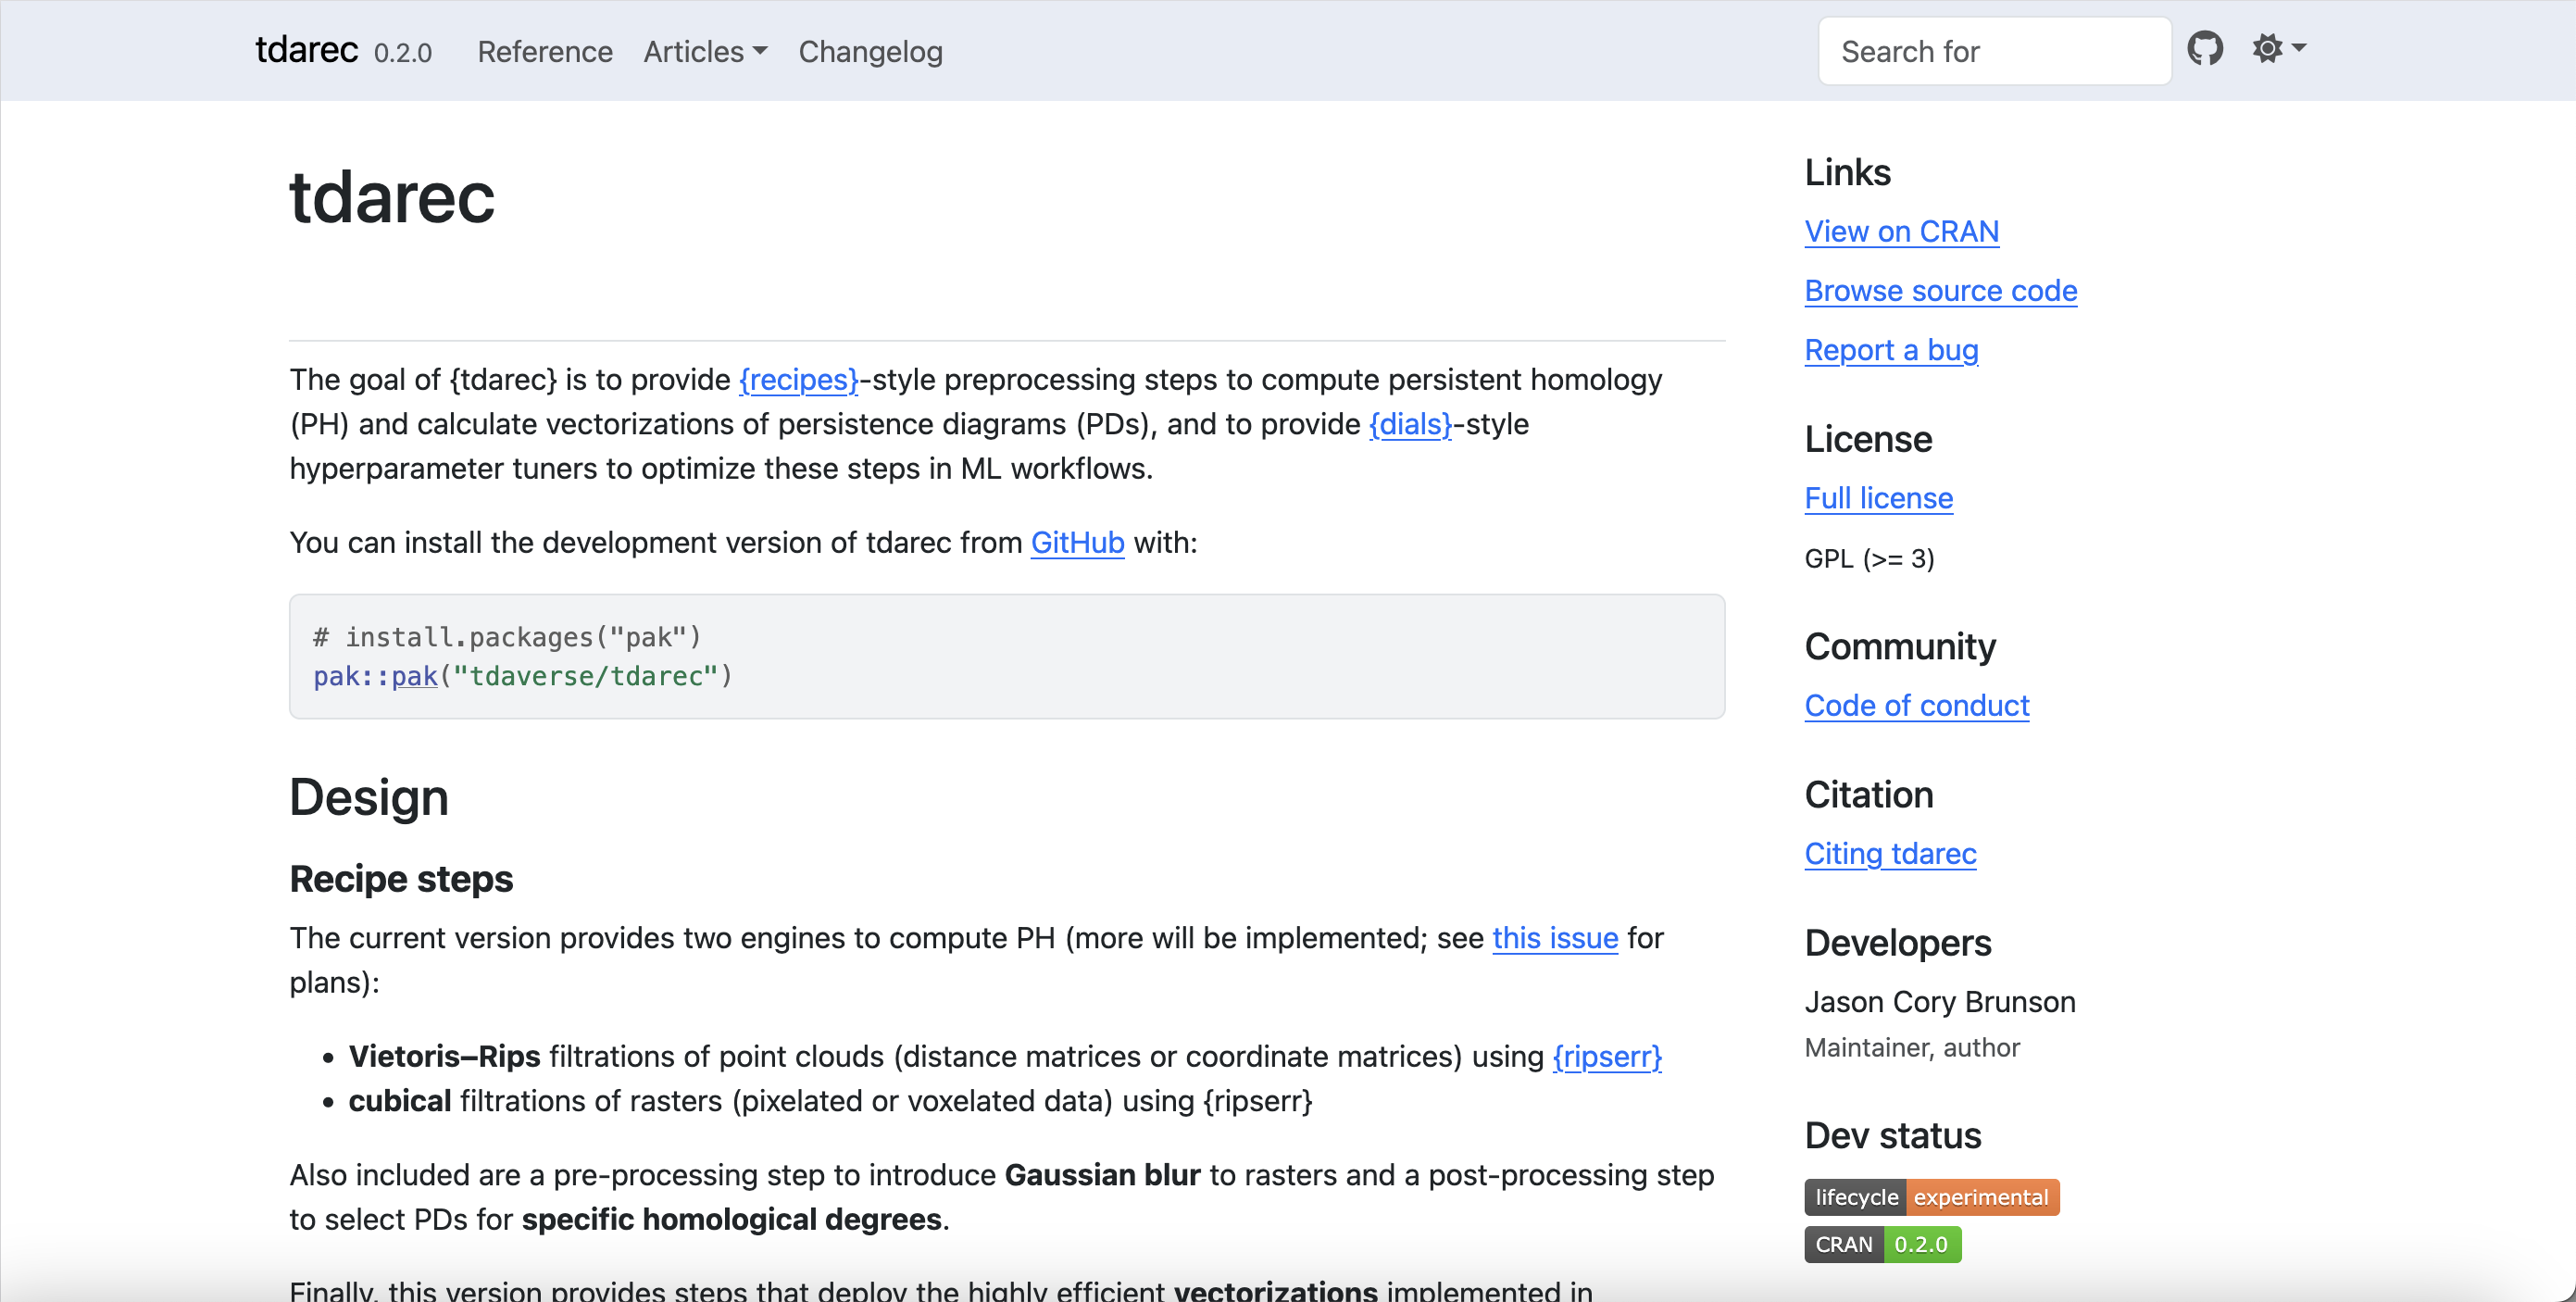 tdarec 0.2.0 Reference Articles Changelog Search for
tdarec
The goal of {tdarec} is to provide {recipes}-style preprocessing steps to compute persistent homology
(PH) and calculate vectorizations of persistence diagrams (PDs), and to provide {dials}-style
hyperparameter tuners to optimize these steps in ML workflows.
You can install the development version of tdarec from GitHub with:
# install.packages("pak")
pak::pak("tdaverse/tdarec")
Design
Recipe steps
The current version provides two engines to compute PH (more will be implemented; see this issue for
plans):
• Vietoris–Rips filtrations of point clouds (distance matrices or coordinate matrices) using {ripserr}
• cubical filtrations of rasters (pixelated or voxelated data) using {ripserr}
Also included are a pre-processing step to introduce Gaussian blur to rasters and a post-processing step
to select PDs for specific homological degrees.
Finally, this version provides steps that deploy the highly efficient vectorizations implemented in
Links
View on CRAN
Browse source code
Report a bug
License
Full license
GPL (>= 3)
Community
Code of conduct
Citation
Citing tdarec
Developers
Jason Cory Brunson
Maintainer, author
Dev status
lifecycle experimental
CRAN 0.2.0